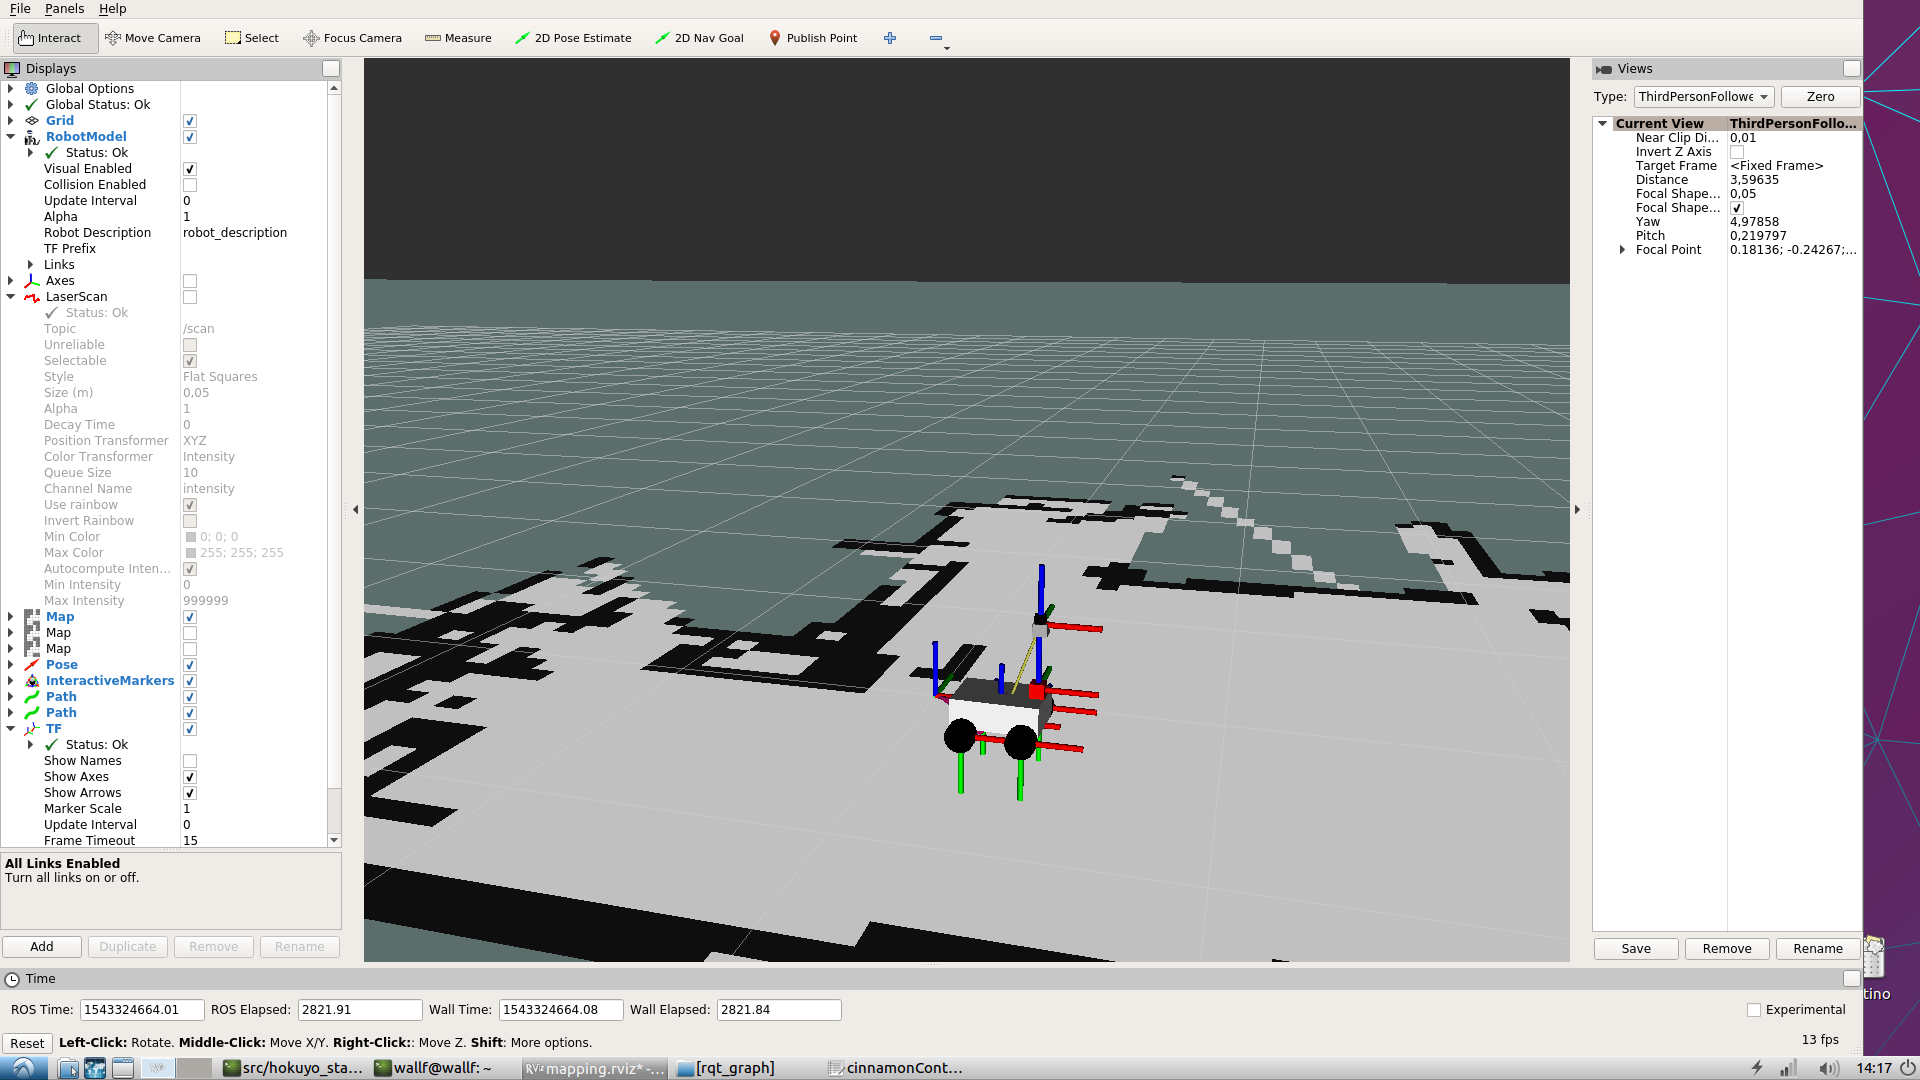 File Panels Help
Interact Move Camera Select Focus Camera Measure 2D Pose Estimate 2D Nav Goal Publish Point
Displays
Global Options
Global Status: Ok
Grid
RobotModel
Status: Ok
Visual Enabled
Collision Enabled
Update Interval 0
Alpha 1
Robot Description robot_description
TF Prefix
Links
Axes
LaserScan
Status: Ok
Topic /scan
Unreliable
Selectable
Style Flat Squares
Size (m) 0,05
Alpha 1
Decay Time 0
Position Transformer XYZ
Color Transformer Intensity
Queue Size 10
Channel Name intensity
Use rainbow
Invert Rainbow
Min Color 0; 0; 0
Max Color 255; 255; 255
Autocompute Inten...
Min Intensity 0
Max Intensity 999999
Map
Map
Map
Pose
InteractiveMarkers
Path
Path
TF
Status: Ok
Show Names
Show Axes
Show Arrows
Marker Scale 1
Update Interval 0
Frame Timeout 15
All Links Enabled
Turn all links on or off.
Add Duplicate Remove Rename
Views
Type: ThirdPersonFollowe Zero
Current View ThirdPersonFollo...
Near Clip Di... 0,01
Invert Z Axis
Target Frame <Fixed Frame>
Distance 3,59635
Focal Shape... 0,05
Focal Shape...
Yaw 4,97858
Pitch 0,219797
Focal Point 0.18136; -0.24267;...
Save Remove Rename
tino
Time
ROS Time: 1543324664.01 ROS Elapsed: 2821.91 Wall Time: 1543324664.08 Wall Elapsed: 2821.84 Experimental
Reset Left-Click: Rotate. Middle-Click: Move X/Y. Right-Click:: Move Z. Shift: More options. 13 fps
src/hokuyo_sta... wallf@wallf: ~ RViz mapping.rviz* -... [rqt_graph] cinnamonCont... 14:17